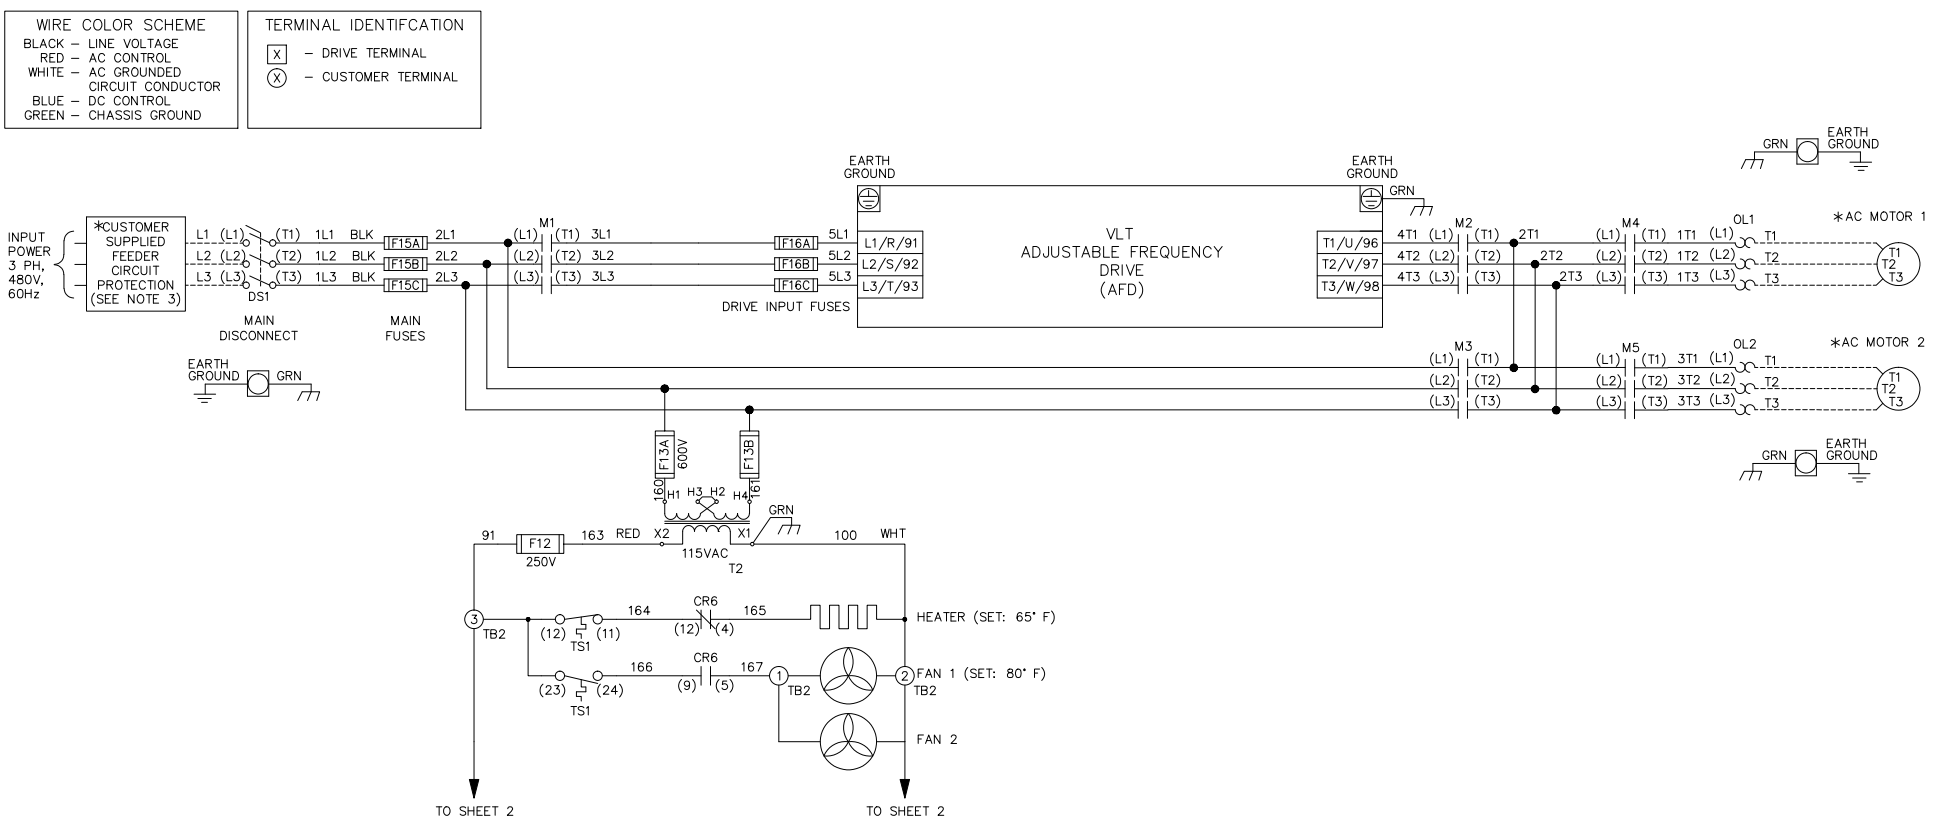 WIRE COLOR SCHEME
BLACK – LINE VOLTAGE
RED – AC CONTROL
WHITE – AC GROUNDED
CIRCUIT CONDUCTOR
BLUE – DC CONTROL
GREEN – CHASSIS GROUND
TERMINAL IDENTIFCATION
X – DRIVE TERMINAL
X – CUSTOMER TERMINAL
GRN
EARTH
GROUND
EARTH
GROUND
EARTH
GROUND
GRN
INPUT
POWER
3 PH,
480V,
60Hz
*CUSTOMER
SUPPLIED
FEEDER
CIRCUIT
PROTECTION
(SEE NOTE 3)
L1 (L1) (T1) 1L1 BLK F15A 2L1 (L1) M1 (T1) 3L1 F16A 5L1 L1/R/91
L2 (L2) (T2) 1L2 BLK F15B 2L2 (L2) (T2) 3L2 F16B 5L2 L2/S/92
L3 (L3) (T3) 1L3 BLK F15C 2L3 (L3) (T3) 3L3 F16C 5L3 L3/T/93
DS1
MAIN
DISCONNECT
MAIN
FUSES
DRIVE INPUT FUSES
VLT
ADJUSTABLE FREQUENCY
DRIVE
(AFD)
M2 M4 OL1 *AC MOTOR 1
T1/U/96 4T1 (L1) (T1) 2T1 (L1) (T1) 1T1 (L1) T1
T2/V/97 4T2 (L2) (T2) 2T2 (L2) (T2) 1T2 (L2) T2
T3/W/98 4T3 (L3) (T3) 2T3 (L3) (T3) 1T3 (L3) T3
T1
T2
T3
M3 M5 OL2 *AC MOTOR 2
(L1) (T1) (L1) (T1) 3T1 (L1) T1
(L2) (T2) (L2) (T2) 3T2 (L2) T2
(L3) (T3) (L3) (T3) 3T3 (L3) T3
T1
T2
T3
EARTH
GROUND GRN
GRN
EARTH
GROUND
F13A
600V
F13B
160 H1 H3 H2 H4 161
GRN
91 F12 163 RED X2 X1 100 WHT
250V
115VAC
T2
3 TB2
(12) (11) 164 CR6 165 HEATER (SET: 65° F)
TS1 (12) (4)
(23) (24) 166 CR6 167 1 2 FAN 1 (SET: 80° F)
TS1 (9) (5) TB2 TB2
FAN 2
TO SHEET 2
TO SHEET 2